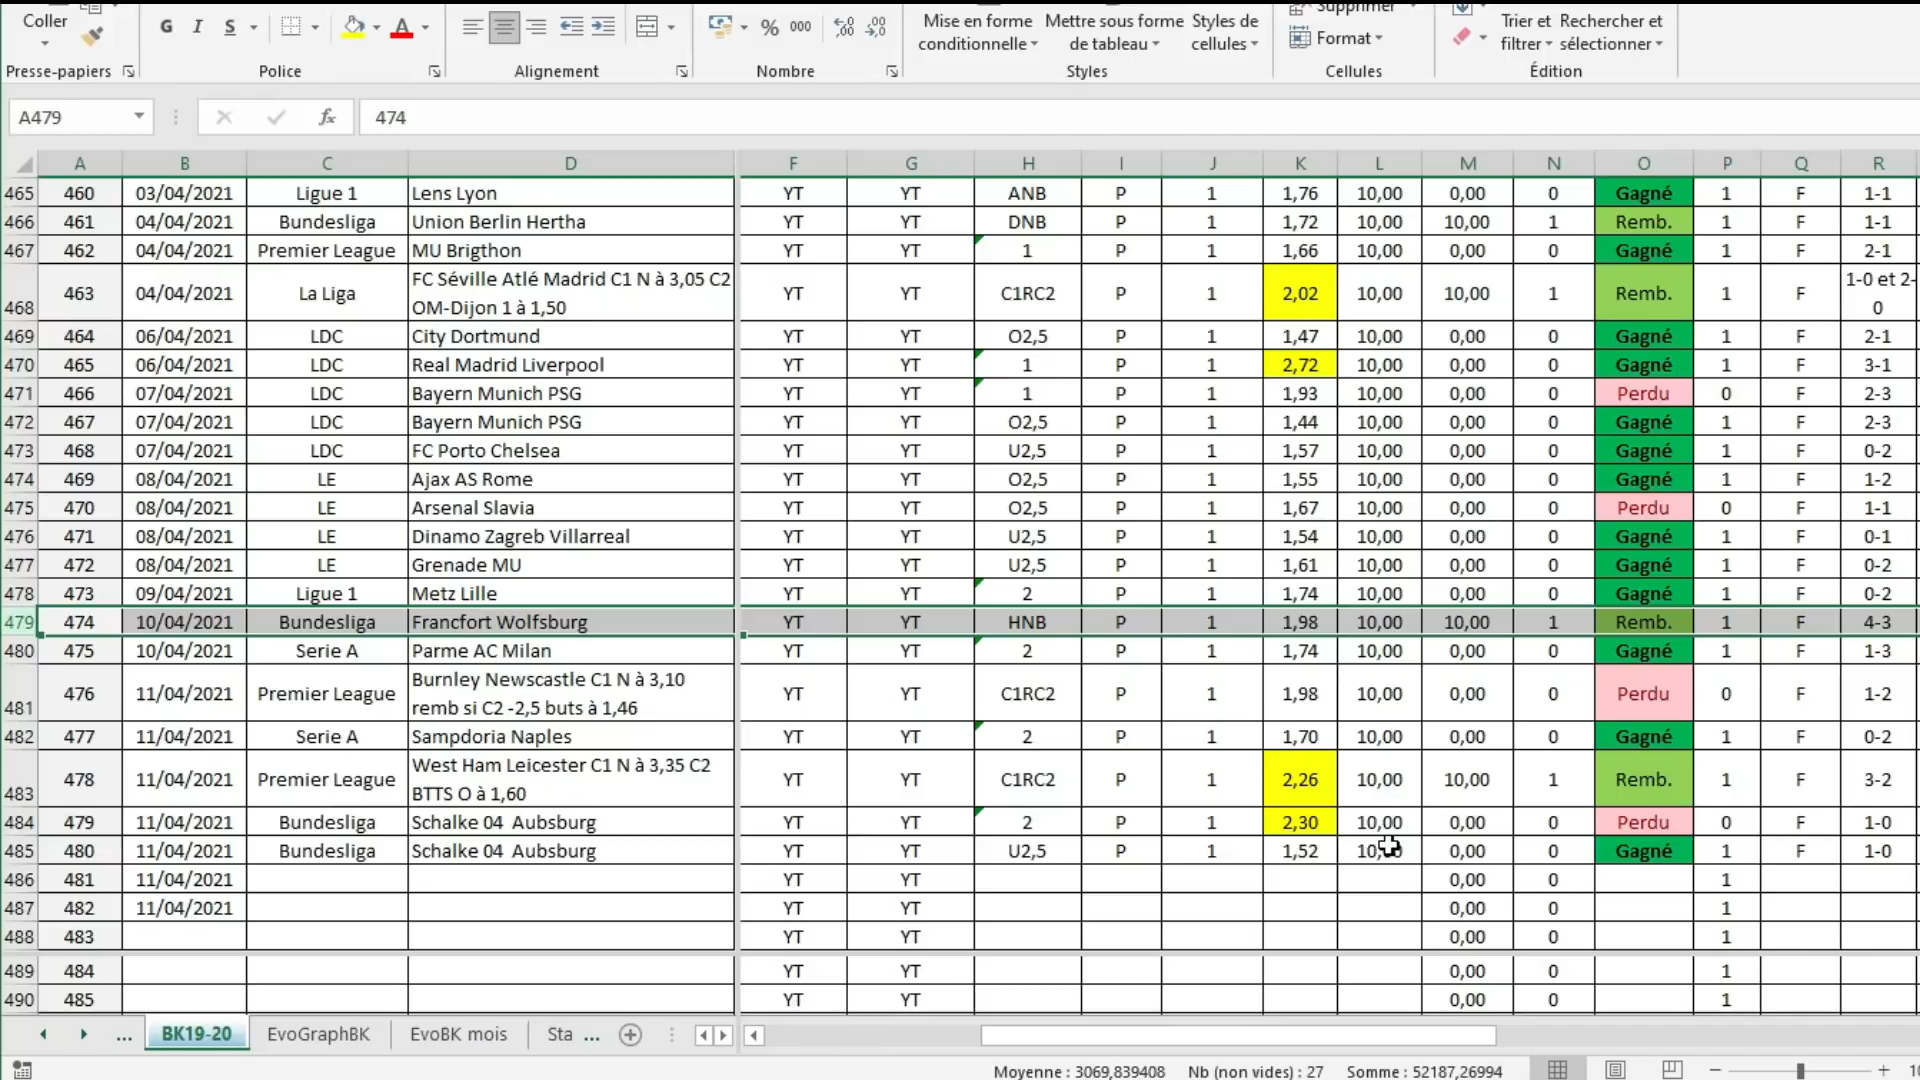 Coller
Supprimer
G I S A
% 000
Mise en forme conditionnelle
Mettre sous forme de tableau
Styles de cellules
Format
Trier et filtrer
Rechercher et sélectionner
Presse-papiers Police Alignement Nombre Styles Cellules Édition
A479 fx 474
A B C D F G H I J K L M N O P Q R
465 460 03/04/2021 Ligue 1 Lens Lyon YT YT ANB P 1 1,76 10,00 0,00 0 Gagné 1 F 1-1
466 461 04/04/2021 Bundesliga Union Berlin Hertha YT YT DNB P 1 1,72 10,00 10,00 1 Remb. 1 F 1-1
467 462 04/04/2021 Premier League MU Brigthon YT YT 1 P 1 1,66 10,00 0,00 0 Gagné 1 F 2-1
468 463 04/04/2021 La Liga FC Séville Atlé Madrid C1 N à 3,05 C2 OM-Dijon 1 à 1,50 YT YT C1RC2 P 1 2,02 10,00 10,00 1 Remb. 1 F 1-0 et 2-0
469 464 06/04/2021 LDC City Dortmund YT YT O2,5 P 1 1,47 10,00 0,00 0 Gagné 1 F 2-1
470 465 06/04/2021 LDC Real Madrid Liverpool YT YT 1 P 1 2,72 10,00 0,00 0 Gagné 1 F 3-1
471 466 07/04/2021 LDC Bayern Munich PSG YT YT 1 P 1 1,93 10,00 0,00 0 Perdu 0 F 2-3
472 467 07/04/2021 LDC Bayern Munich PSG YT YT O2,5 P 1 1,44 10,00 0,00 0 Gagné 1 F 2-3
473 468 07/04/2021 LDC FC Porto Chelsea YT YT U2,5 P 1 1,57 10,00 0,00 0 Gagné 1 F 0-2
474 469 08/04/2021 LE Ajax AS Rome YT YT O2,5 P 1 1,55 10,00 0,00 0 Gagné 1 F 1-2
475 470 08/04/2021 LE Arsenal Slavia YT YT O2,5 P 1 1,67 10,00 0,00 0 Perdu 0 F 1-1
476 471 08/04/2021 LE Dinamo Zagreb Villarreal YT YT U2,5 P 1 1,54 10,00 0,00 0 Gagné 1 F 0-1
477 472 08/04/2021 LE Grenade MU YT YT U2,5 P 1 1,61 10,00 0,00 0 Gagné 1 F 0-2
478 473 09/04/2021 Ligue 1 Metz Lille YT YT 2 P 1 1,74 10,00 0,00 0 Gagné 1 F 0-2
479 474 10/04/2021 Bundesliga Francfort Wolfsburg YT YT HNB P 1 1,98 10,00 10,00 1 Remb. 1 F 4-3
480 475 10/04/2021 Serie A Parme AC Milan YT YT 2 P 1 1,74 10,00 0,00 0 Gagné 1 F 1-3
481 476 11/04/2021 Premier League Burnley Newscastle C1 N à 3,10 remb si C2 -2,5 buts à 1,46 YT YT C1RC2 P 1 1,98 10,00 0,00 0 Perdu 0 F 1-2
482 477 11/04/2021 Serie A Sampdoria Naples YT YT 2 P 1 1,70 10,00 0,00 0 Gagné 1 F 0-2
483 478 11/04/2021 Premier League West Ham Leicester C1 N à 3,35 C2 BTTS O à 1,60 YT YT C1RC2 P 1 2,26 10,00 10,00 1 Remb. 1 F 3-2
484 479 11/04/2021 Bundesliga Schalke 04 Aubsburg YT YT 2 P 1 2,30 10,00 0,00 0 Perdu 0 F 1-0
485 480 11/04/2021 Bundesliga Schalke 04 Aubsburg YT YT U2,5 P 1 1,52 0,00 0 Gagné 1 F 1-0
486 481 11/04/2021 YT YT 0,00 0 1
487 482 11/04/2021 YT YT 0,00 0 1
488 483 YT YT 0,00 0 1
489 484 YT YT 0,00 0 1
490 485 YT YT 0,00 0 1
... BK19-20 EvoGraphBK EvoBK mois Sta ...
Moyenne : 3069,839408 Nb (non vides) : 27 Somme : 52187,26994